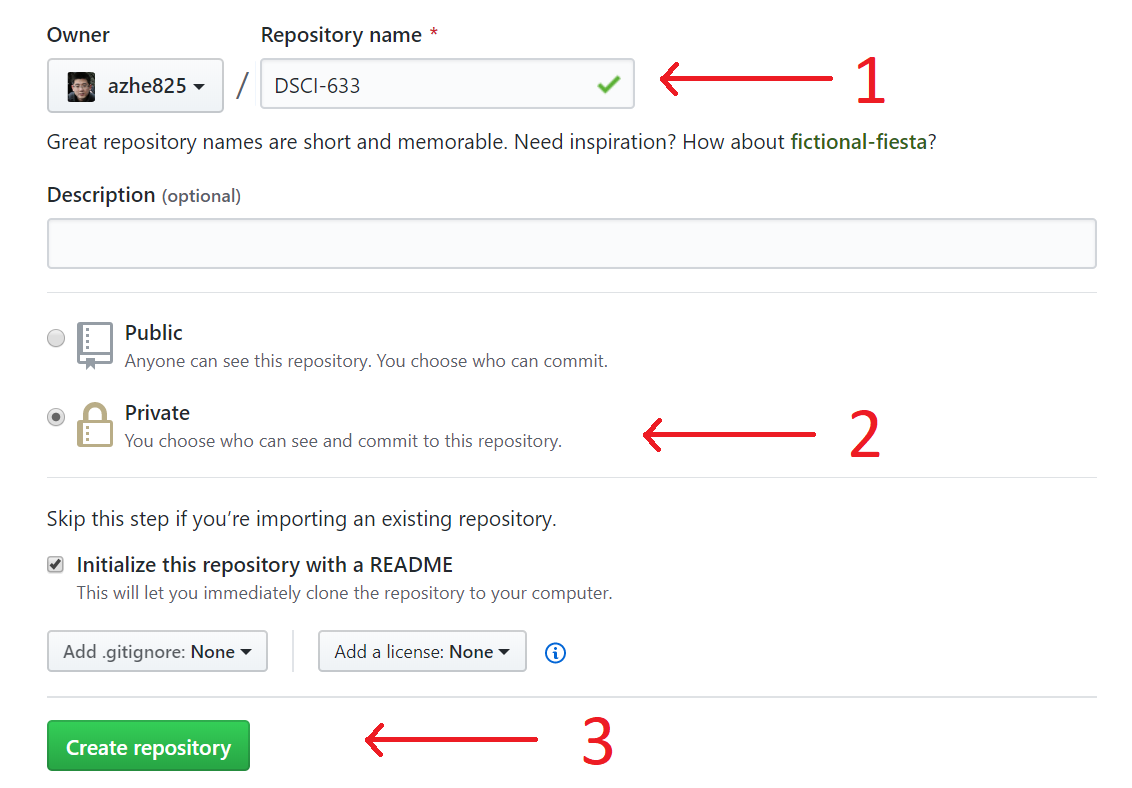 Owner
Repository name *
azhe825 / DSCI-633
1
Great repository names are short and memorable. Need inspiration? How about fictional-fiesta?
Description (optional)
Public
Anyone can see this repository. You choose who can commit.
Private
You choose who can see and commit to this repository.
2
Skip this step if you’re importing an existing repository.
Initialize this repository with a README
This will let you immediately clone the repository to your computer.
Add .gitignore: None
Add a license: None
Create repository
3